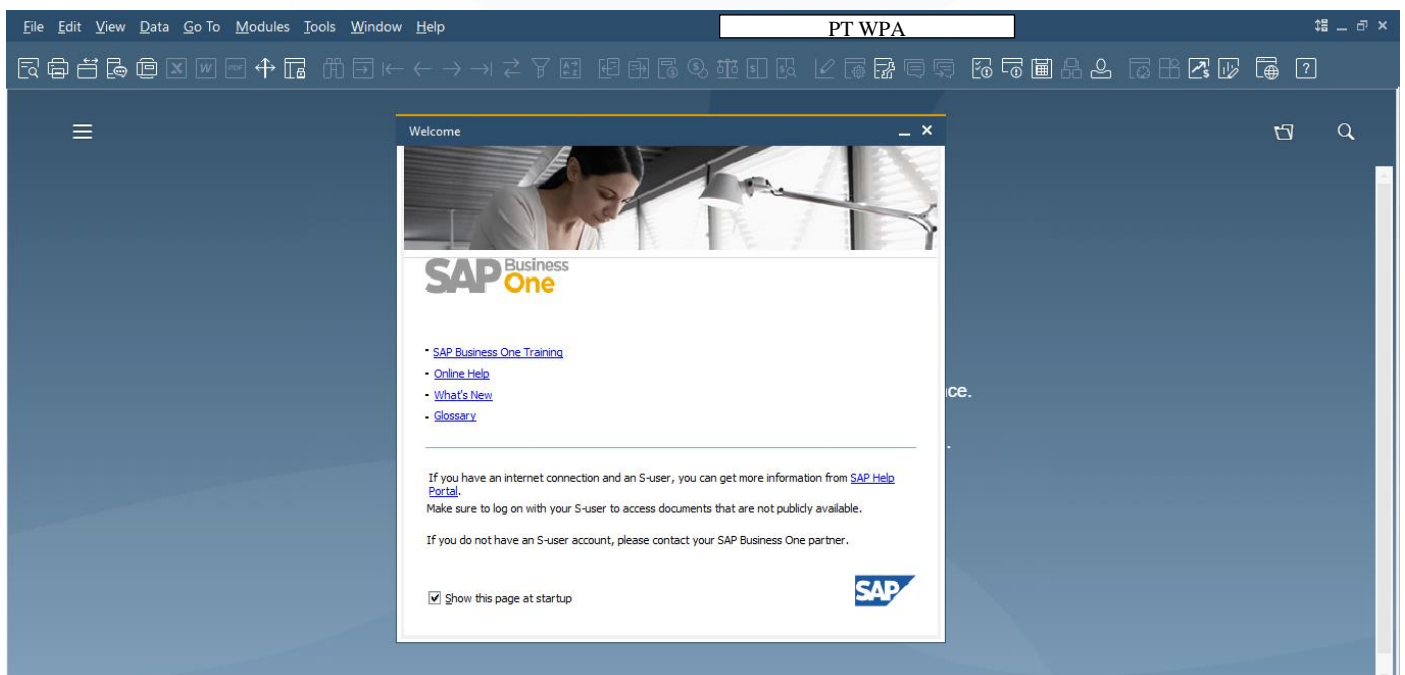 File Edit View Data Go To Modules Tools Window Help
PT WPA
Welcome
SAP Business One
SAP Business One Training
Online Help
What's New
Glossary
ce.
.
If you have an internet connection and an S-user, you can get more information from SAP Help
Portal.
Make sure to log on with your S-user to access documents that are not publicly available.
If you do not have an S-user account, please contact your SAP Business One partner.
Show this page at startup
SAP